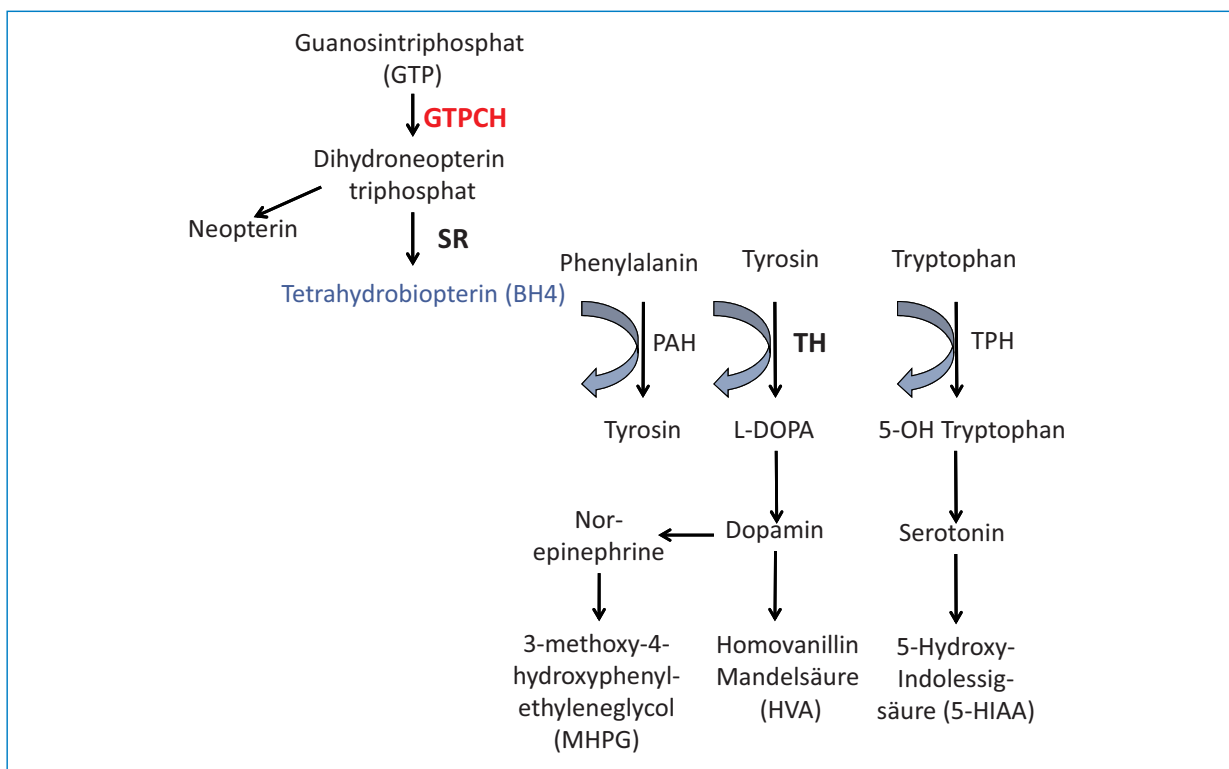 Guanosintriphosphat
(GTP)
GTPCH
Dihydroneopterin
triphosphat
Neopterin
SR
Tetrahydrobiopterin (BH4)
Phenylalanin
Tyrosin
Tryptophan
PAH
TH
TPH
Tyrosin
L-DOPA
5-OH Tryptophan
Nor-
epinephrine
Dopamin
Serotonin
3-methoxy-4-
hydroxyphenyl-
ethyleneglycol
(MHPG)
Homovanillin
Mandelsäure
(HVA)
5-Hydroxy-
Indolessig-
säure (5-HIAA)